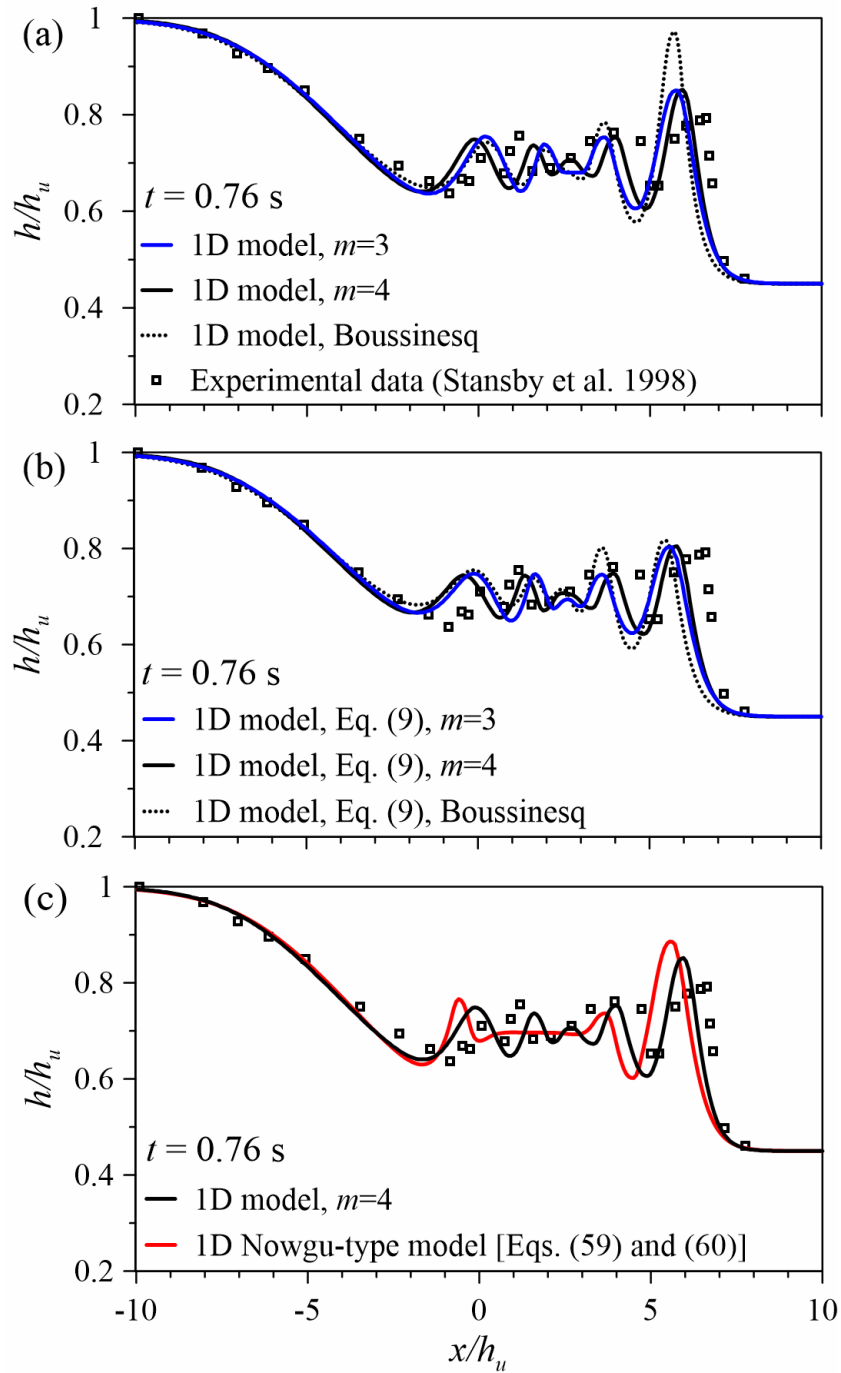 (a)
1
0.8
0.6
0.4
0.2
h/hu
t = 0.76 s
1D model, m=3
1D model, m=4
1D model, Boussinesq
Experimental data (Stansby et al. 1998)
(b)
1
0.8
0.6
0.4
0.2
h/hu
t = 0.76 s
1D model, Eq. (9), m=3
1D model, Eq. (9), m=4
1D model, Eq. (9), Boussinesq
(c)
1
0.8
0.6
0.4
0.2
h/hu
t = 0.76 s
1D model, m=4
1D Nowgu-type model [Eqs. (59) and (60)]
-10 -5 0 5 10
x/hu